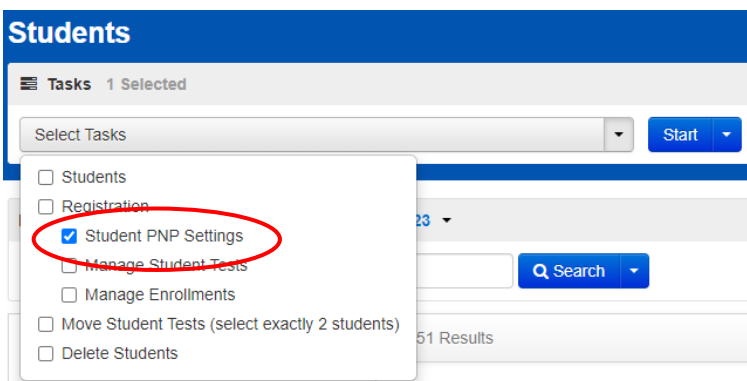 Students
Tasks 1 Selected
Select Tasks
Start
Students
Registration
Student PNP Settings
23
Manage Student Tests
Search
Manage Enrollments
Move Student Tests (select exactly 2 students)
51 Results
Delete Students